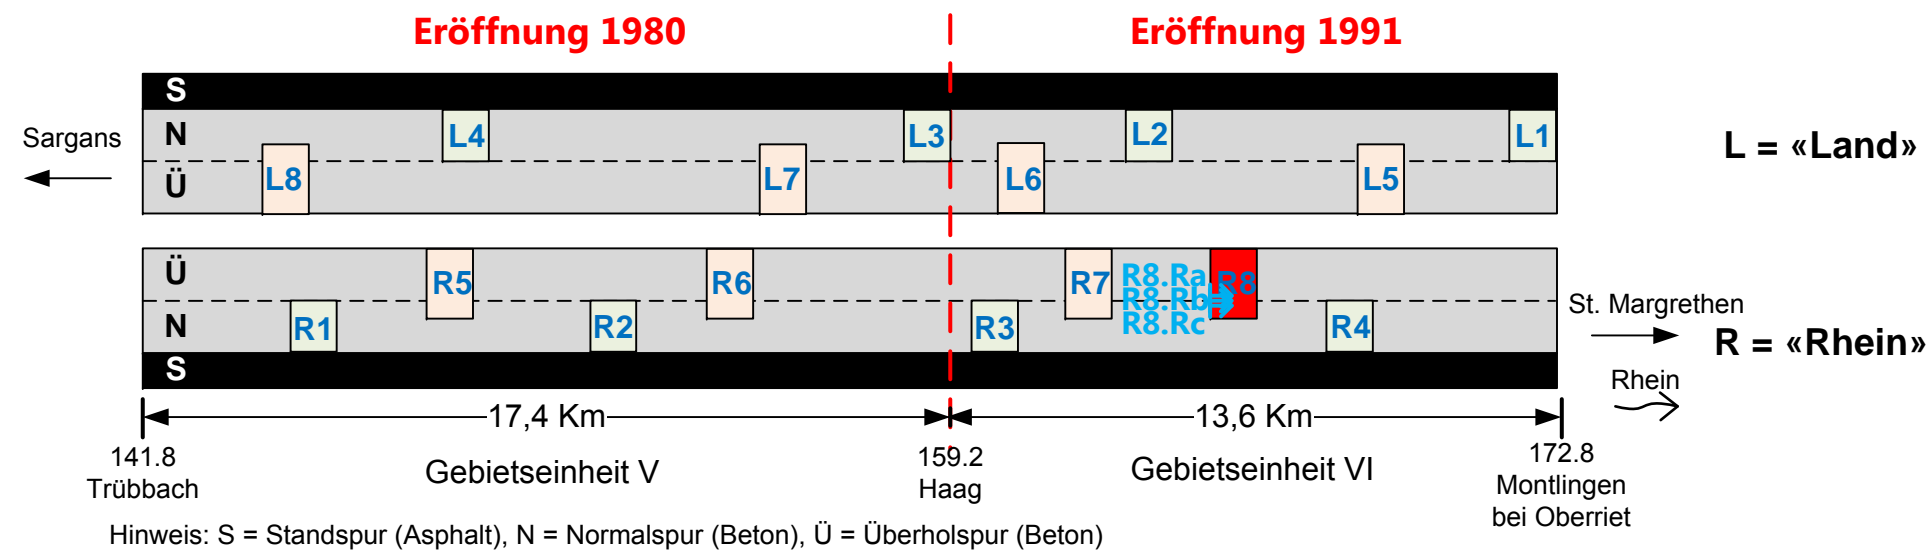 Eröffnung 1980
Eröffnung 1991
S
Sargans
N
L4
L3
L2
L1
L = «Land»
Ü
L8
L7
L6
L5
Ü
R5
R6
R7
R8.Ra
R8
R8.Rb
R8.Rc
St. Margrethen
N
R1
R2
R3
R4
R = «Rhein»
S
Rhein
17,4 Km
13,6 Km
141.8
Trübbach
Gebietseinheit V
159.2
Haag
Gebietseinheit VI
172.8
Montlingen
bei Oberriet
Hinweis: S = Standspur (Asphalt), N = Normalspur (Beton), Ü = Überholspur (Beton)